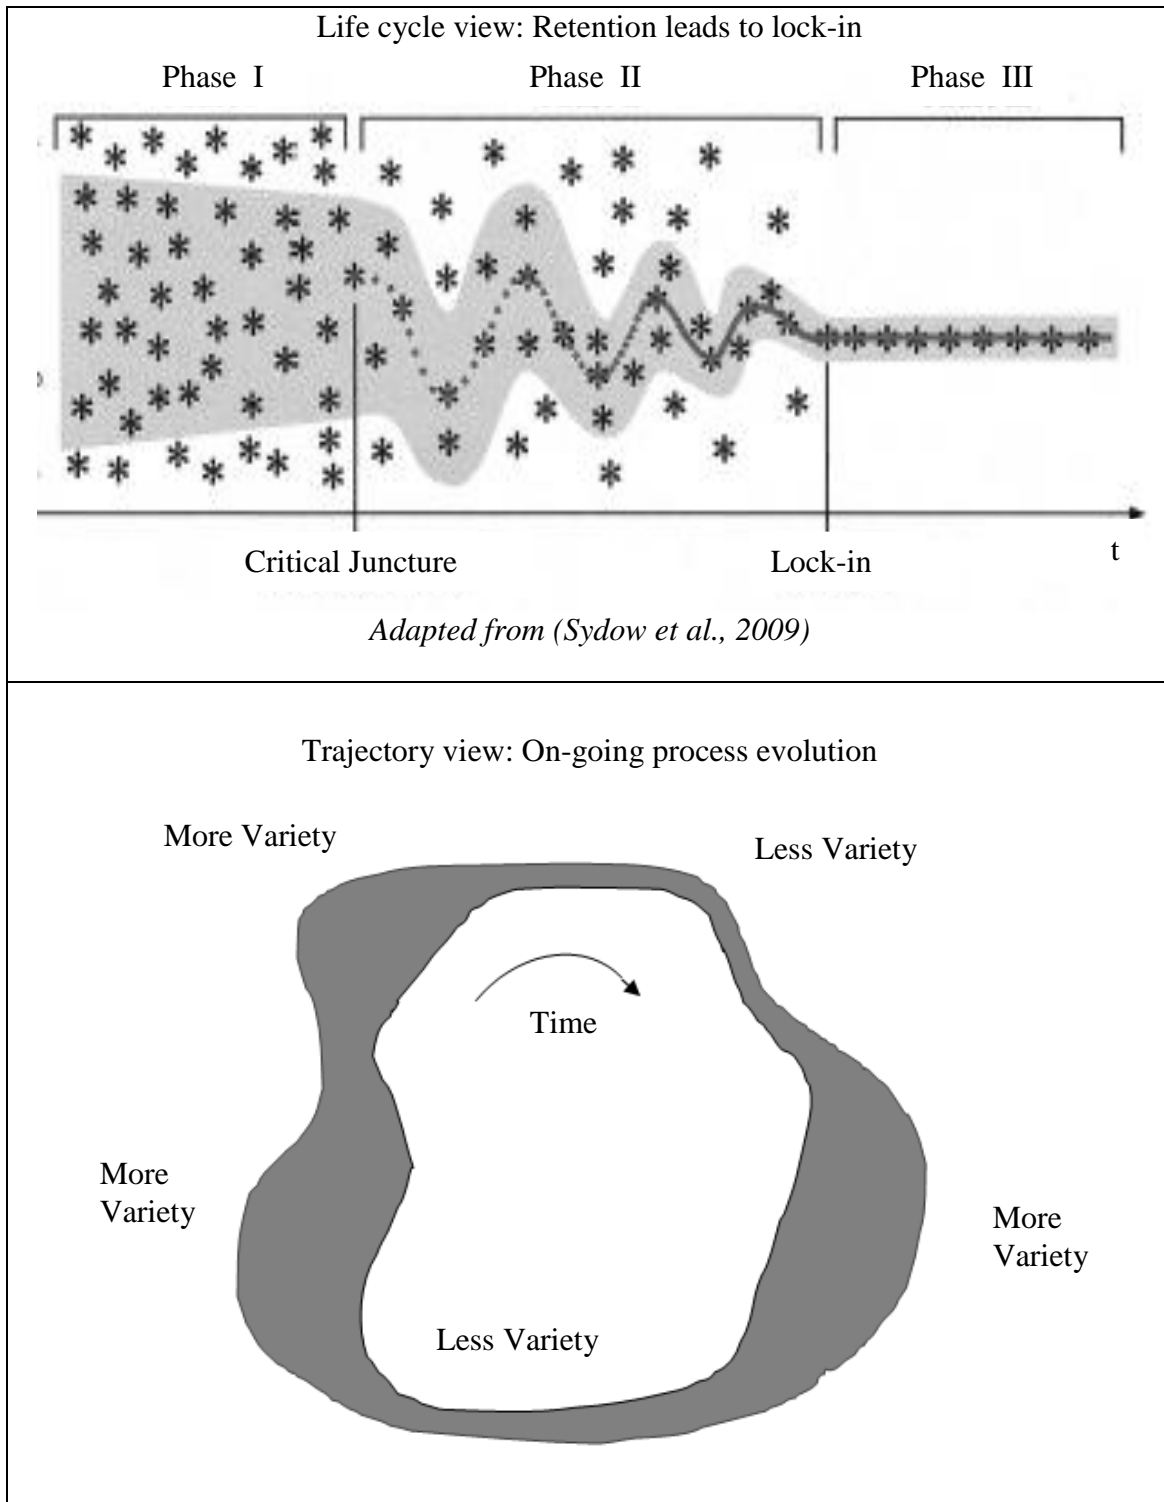 Life cycle view: Retention leads to lock-in
Phase I
Phase II
Phase III
Critical Juncture
Lock-in
t
Adapted from (Sydow et al., 2009)
Trajectory view: On-going process evolution
More Variety
Less Variety
Time
More
Variety
More
Variety
Less Variety